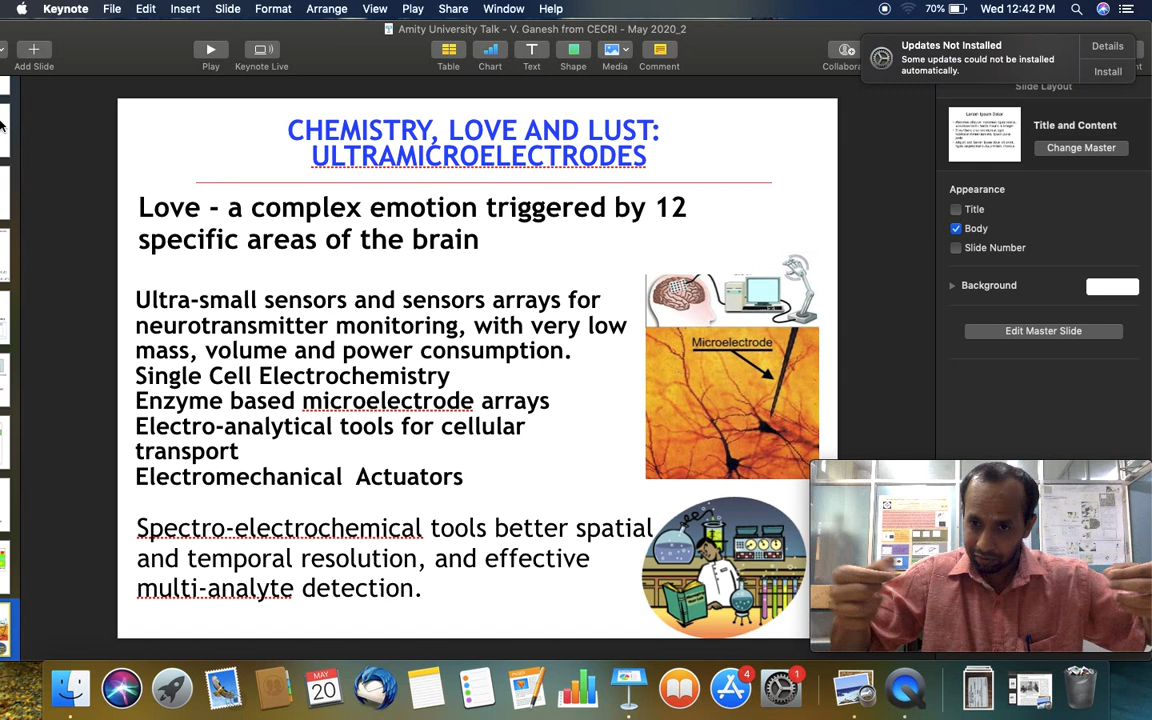 Keynote File Edit Insert Slide Format Arrange View Play Share Window Help 70% Wed 12:42 PM
Amity University Talk - V. Ganesh from CECRI - May 2020_2
Add Slide Play Keynote Live Table Chart Text Shape Media Comment Collabora
Updates Not Installed
Some updates could not be installed
automatically.
Details
Install
Slide Layout
Title and Content
Change Master
Appearance
Title
Body
Slide Number
Background
Edit Master Slide
CHEMISTRY, LOVE AND LUST:
ULTRAMICROELECTRODES
Love - a complex emotion triggered by 12
specific areas of the brain
Ultra-small sensors and sensors arrays for
neurotransmitter monitoring, with very low
mass, volume and power consumption.
Single Cell Electrochemistry
Enzyme based microelectrode arrays
Electro-analytical tools for cellular
transport
Electromechanical Actuators
Microelectrode
Spectro-electrochemical tools better spatial
and temporal resolution, and effective
multi-analyte detection.
MAY
20
4
1